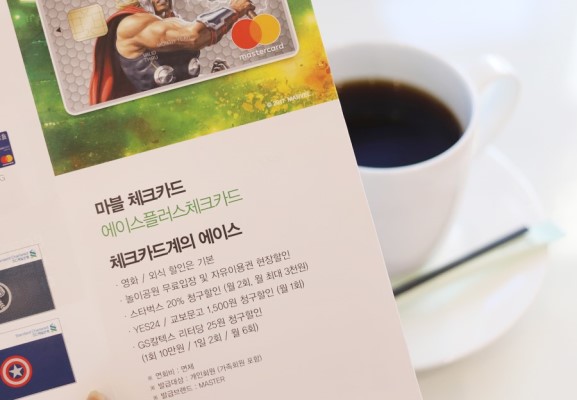 mastercard
마블 체크카드
에이스플러스체크카드
체크카드계의 에이스
· 영화 / 외식 할인은 기본
· 놀이공원 무료입장 및 자유이용권 현장할인
· 스타벅스 20% 청구할인 (월 2회, 월 최대 3천원)
· YES24 / 교보문고 1,500원 청구할인 (월 1회)
· GS칼텍스 리터당 25원 청구할인
(1회 10만원 / 1일 2회 / 월 6회)
※ 연회비 : 면제
※ 발급대상 : 개인회원 (가족회원 포함)
※ 발급브랜드 : MASTER